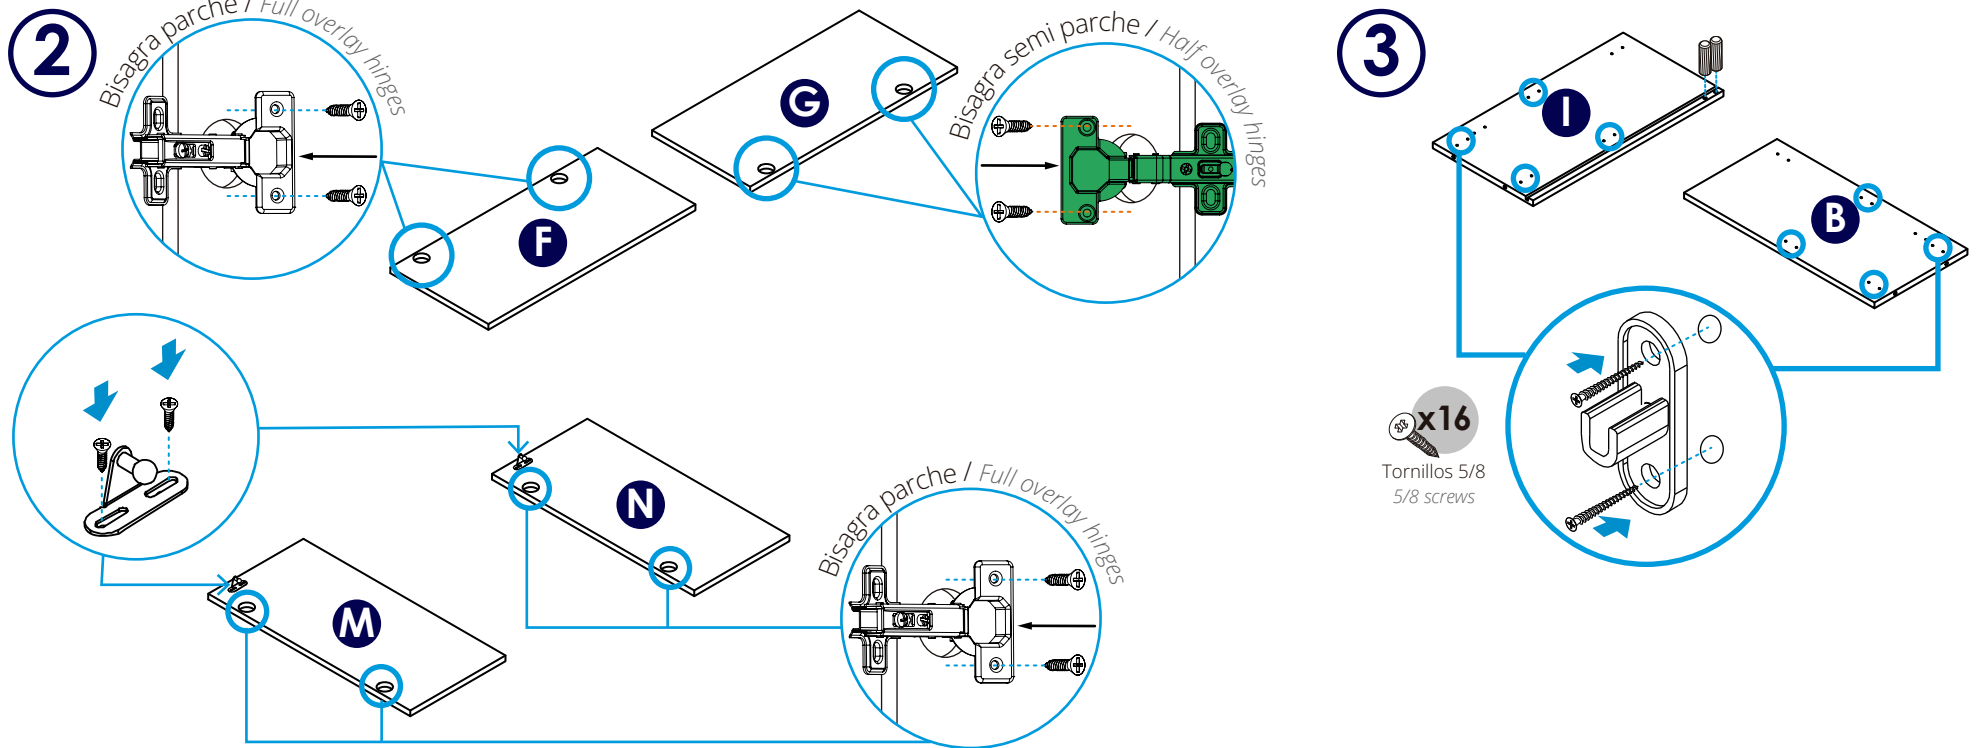 2
Bisagra parche / Full overlay hinges
G
Bisagra semi parche / Half overlay hinges
F
N
M
Bisagra parche / Full overlay hinges
3
I
B
x16
Tornillos 5/8
5/8 screws